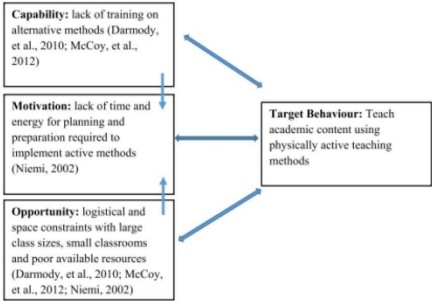 Capability: lack of training on
alternative methods (Darmody,
et al., 2010; McCoy, et al.,
2012)
Motivation: lack of time and
energy for planning and
preparation required to
implement active methods
(Niemi, 2002)
Opportunity: logistical and
space constraints with large
class sizes, small classrooms
and poor available resources
(Darmody, et al., 2010; McCoy,
et al., 2012; Niemi, 2002)
Target Behaviour: Teach
academic content using
physically active teaching
methods